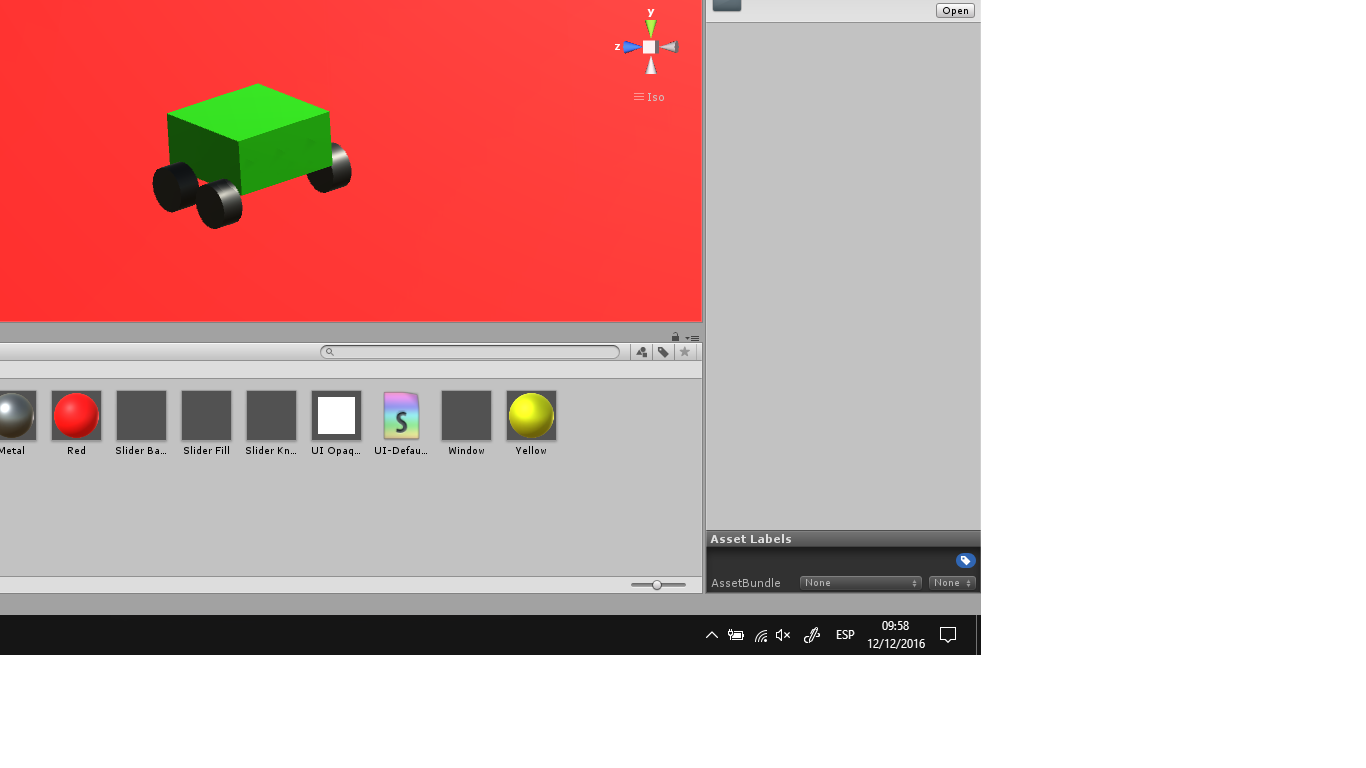 Open
y
z
Iso
Metal
Red
Slider Ba...
Slider Fill
Slider Kn...
UI Opaq...
S
UI-Defau...
Window
Yellow
Asset Labels
AssetBundle
None
None
ESP
09:58
12/12/2016